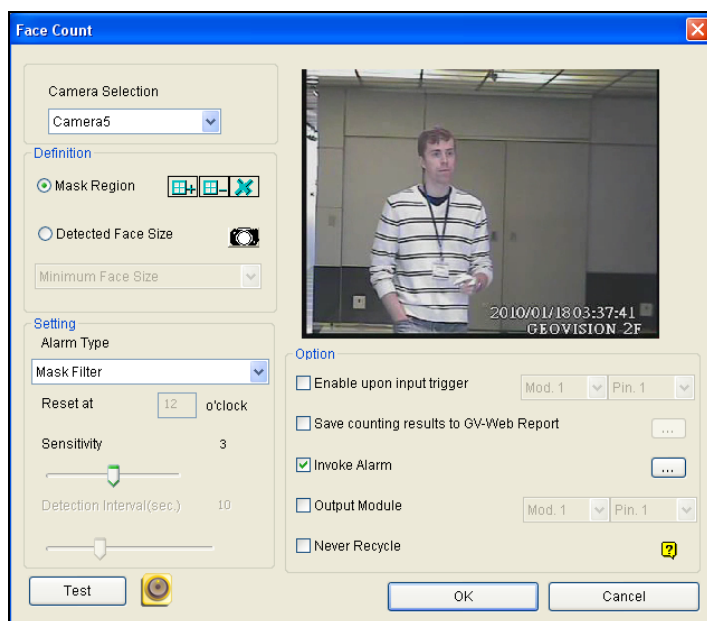 Face Count
Camera Selection
Camera5
Definition
Mask Region
Detected Face Size
Minimum Face Size
Setting
Alarm Type
Mask Filter
Reset at 12 o'clock
Sensitivity 3
Detection Interval(sec.) 10
Test
2010/01/18 03:37:41
GEOVISION 2F
Option
Enable upon input trigger Mod. 1 Pin. 1
Save counting results to GV-Web Report ...
Invoke Alarm ...
Output Module Mod. 1 Pin. 1
Never Recycle ?
OK Cancel